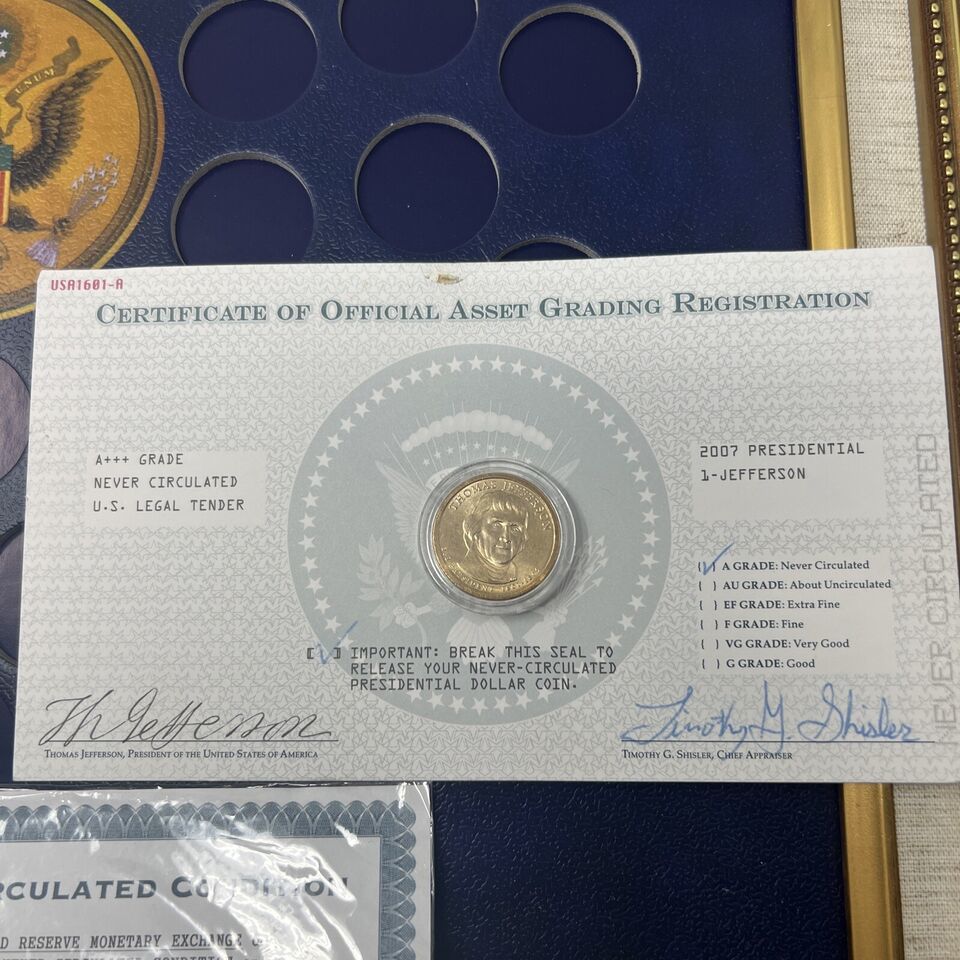 UNUM
USA1601-A
CERTIFICATE OF OFFICIAL ASSET GRADING REGISTRATION
A+++ GRADE
NEVER CIRCULATED
U.S. LEGAL TENDER
2007 PRESIDENTIAL
1-JEFFERSON
THOMAS JEFFERSON
[ ] A GRADE: Never Circulated
[ ] AU GRADE: About Uncirculated
[ ] EF GRADE: Extra Fine
[ ] F GRADE: Fine
[ ] VG GRADE: Very Good
[ ] G GRADE: Good
NEVER CIRCULATED
[ ] IMPORTANT: BREAK THIS SEAL TO
RELEASE YOUR NEVER-CIRCULATED
PRESIDENTIAL DOLLAR COIN.
Th Jefferson
THOMAS JEFFERSON, PRESIDENT OF THE UNITED STATES OF AMERICA
Timothy G. Shisler
TIMOTHY G. SHISLER, CHIEF APPRAISER
RCULATED CONDITION
D RESERVE MONETARY EXCHANGE